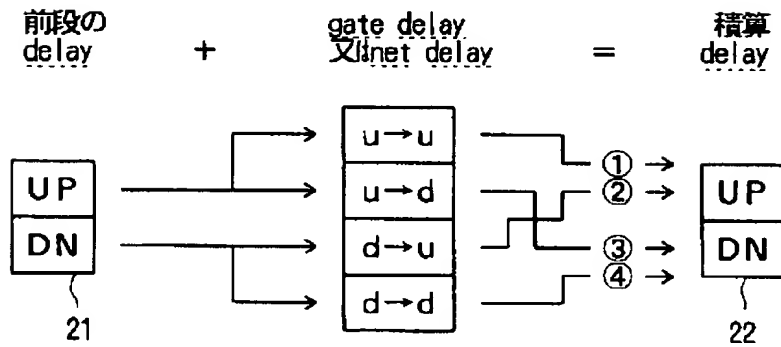 前段の delay + gate delay 又はnet delay = 積算 delay
u→u
① →
UP
u→d
② →
UP
DN
d→u
③ →
DN
d→d
④ →
21
22